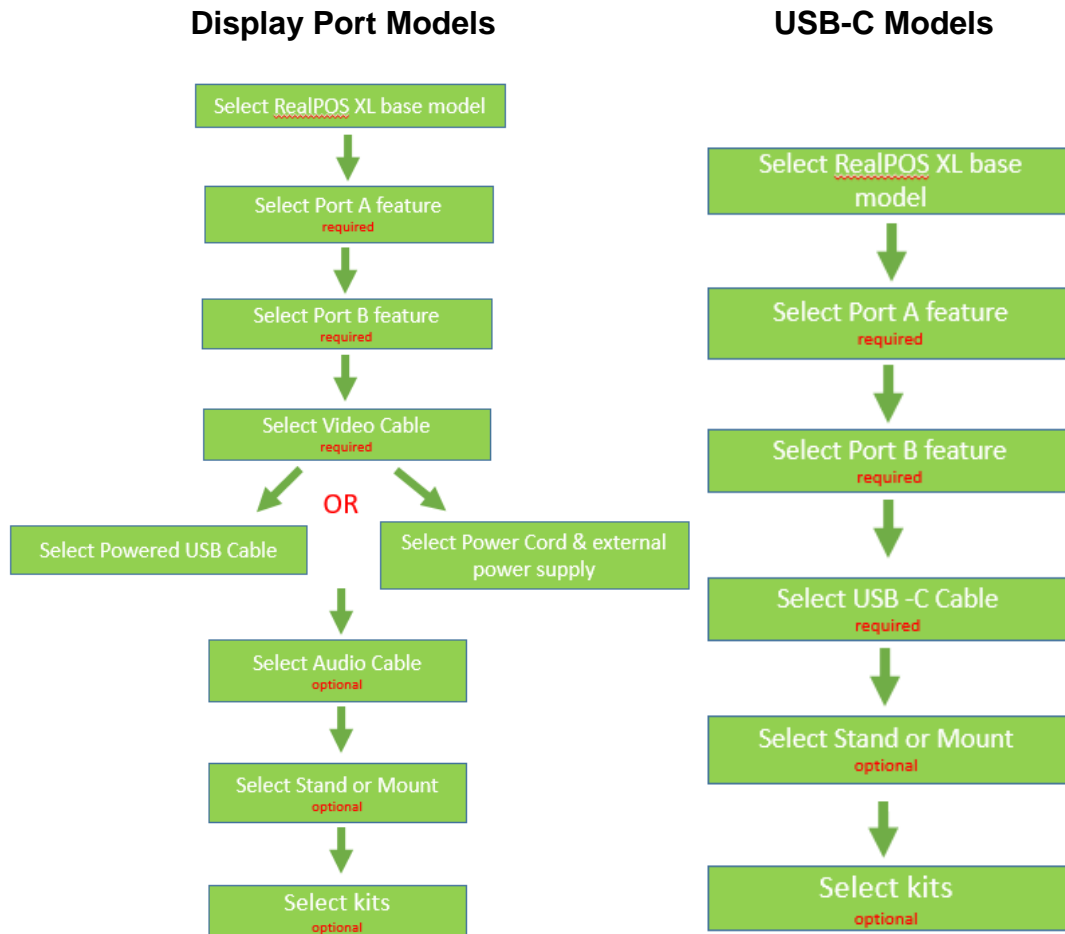 Display Port Models
Select RealPOS XL base model
Select Port A feature
required
Select Port B feature
required
Select Video Cable
required
OR
Select Powered USB Cable
Select Power Cord & external
power supply
Select Audio Cable
optional
Select Stand or Mount
optional
Select kits
optional
USB-C Models
Select RealPOS XL base
model
Select Port A feature
required
Select Port B feature
required
Select USB -C Cable
required
Select Stand or Mount
optional
Select kits
optional